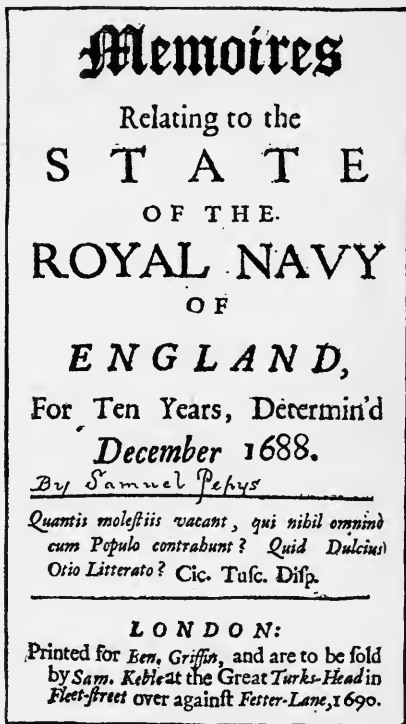 Memoires
Relating to the
STATE
OF THE.
ROYAL NAVY
OF
ENGLAND,
For Ten Years, Determin'd
December 1688.
By Samuel Pepys
Quantis moleſtiis vacant, qui nihil omninò
cum Populo contrahunt? Quid Dulcius
Otio Litterato? Cic. Tuſc. Diſp.
LONDON:
Printed for Ben. Griffin, and are to be ſold
by Sam. Keble at the Great Turks-Head in
Fleet-ſtreet over againſt Fetter-Lane, 1690.